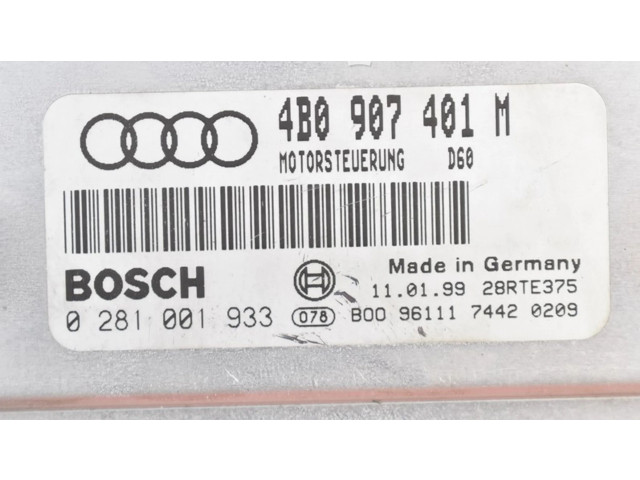 4B0 907 401 M
MOTORSTEUERUNG D60
BOSCH
Made in Germany
11.01.99 28RTE375
0 281 001 933 078 B00 96111 7442 0209